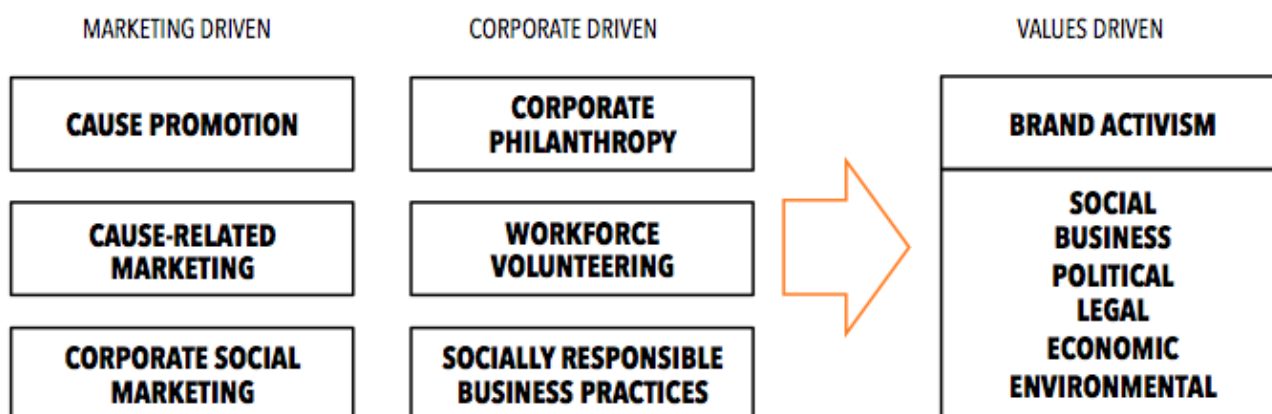 MARKETING DRIVEN
CAUSE PROMOTION
CAUSE-RELATED
MARKETING
CORPORATE SOCIAL
MARKETING
CORPORATE DRIVEN
CORPORATE
PHILANTHROPY
WORKFORCE
VOLUNTEERING
SOCIALLY RESPONSIBLE
BUSINESS PRACTICES
VALUES DRIVEN
BRAND ACTIVISM
SOCIAL
BUSINESS
POLITICAL
LEGAL
ECONOMIC
ENVIRONMENTAL